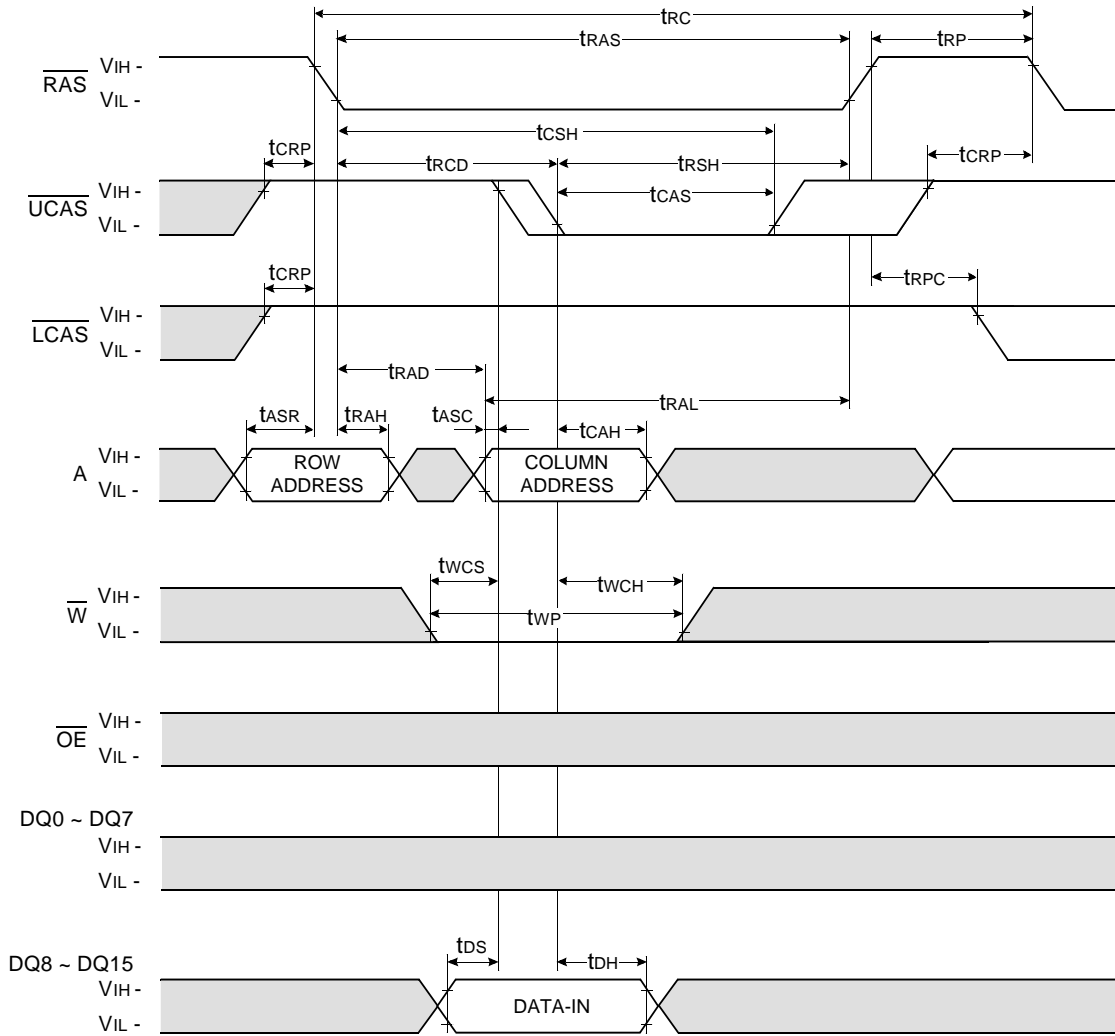 tRC
tRAS tRP
RAS VIH -
VIL -
tCSH
tCRP tRCD tRSH tCRP
UCAS VIH -
VIL -
tCAS
tCRP tRPC
LCAS VIH -
VIL -
tRAD
tRAL
tASR tRAH tASC tCAH
A VIH -
VIL -
ROW
ADDRESS
COLUMN
ADDRESS
tWCS tWCH
W VIH -
VIL -
tWP
OE VIH -
VIL -
DQ0 ~ DQ7
VIH -
VIL -
tDS tDH
DQ8 ~ DQ15
VIH -
VIL -
DATA-IN